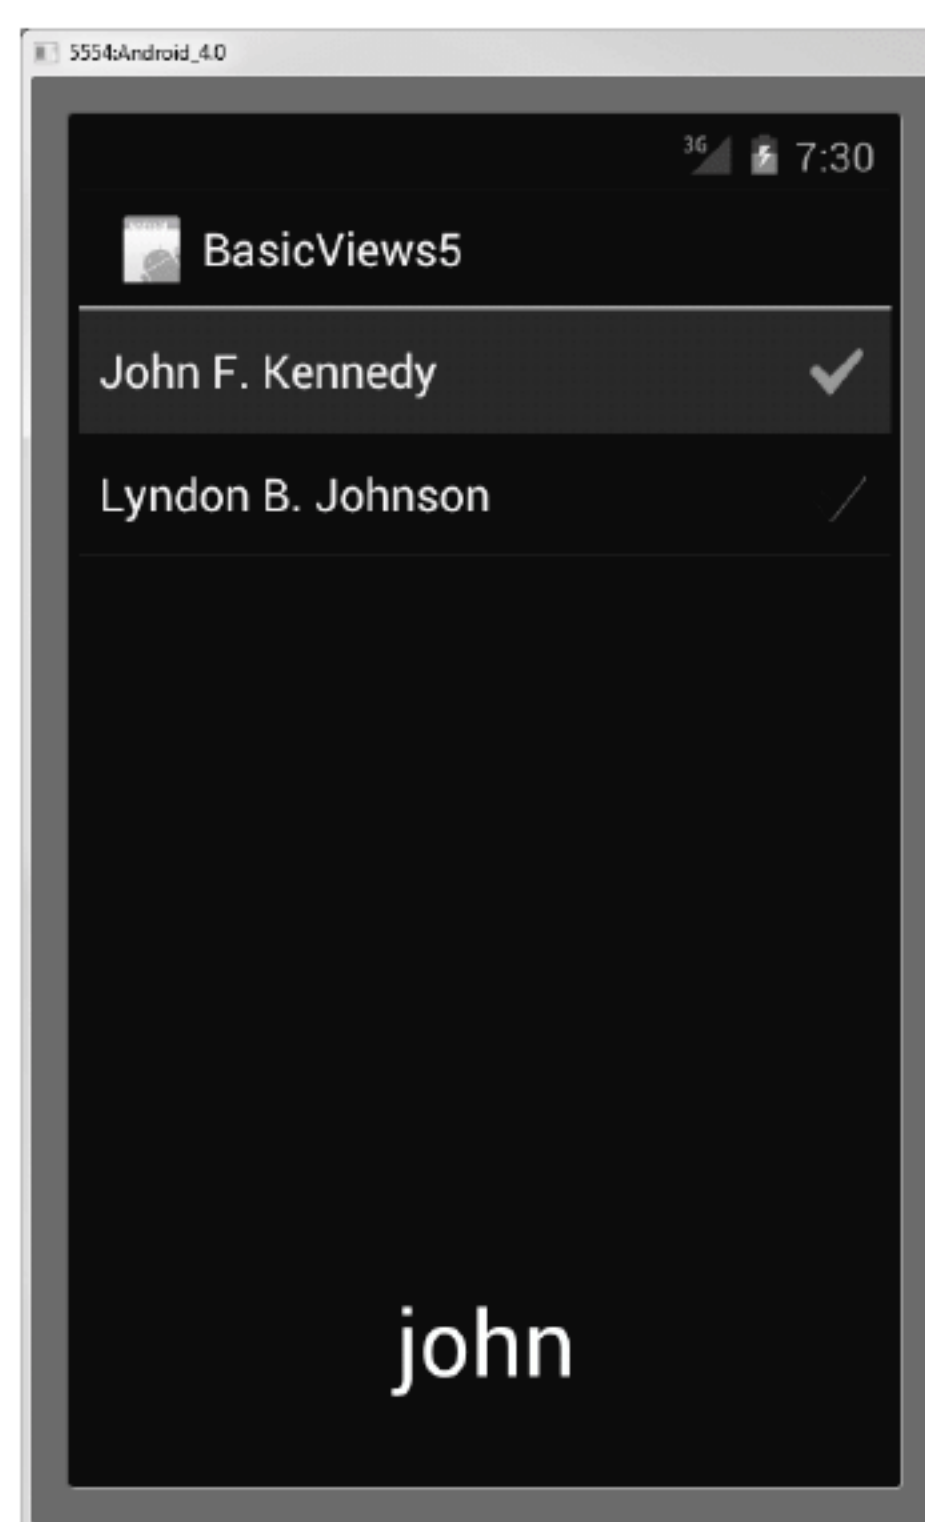 5554:Android_4.0
3G 7:30
BasicViews5
John F. Kennedy
Lyndon B. Johnson
john